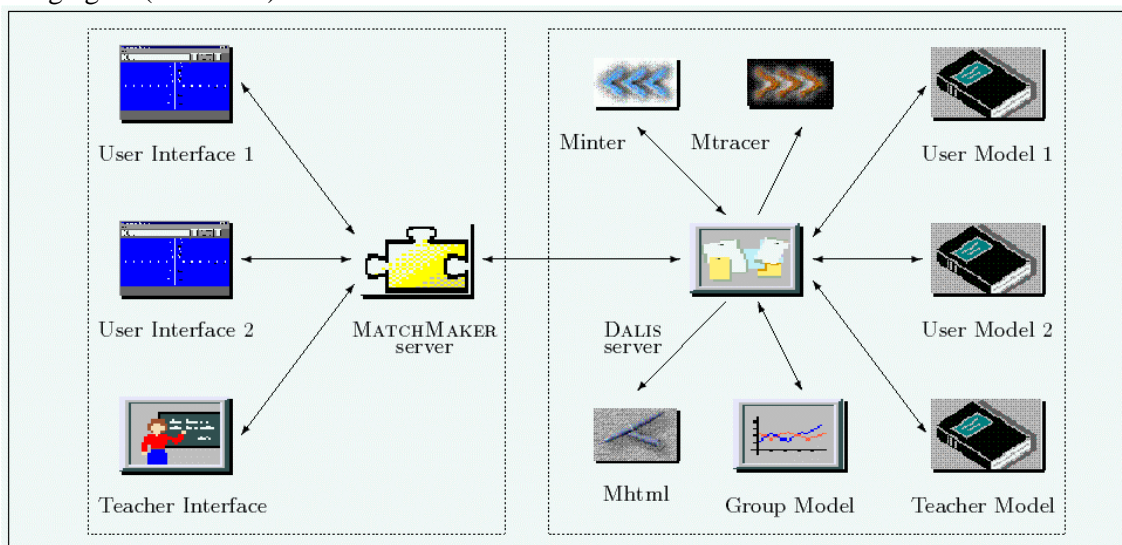 Minter
Mtracer
User Interface 1
User Model 1
User Interface 2
MATCHMAKER
server
DALIS
server
User Model 2
Teacher Interface
Mhtml
Group Model
Teacher Model